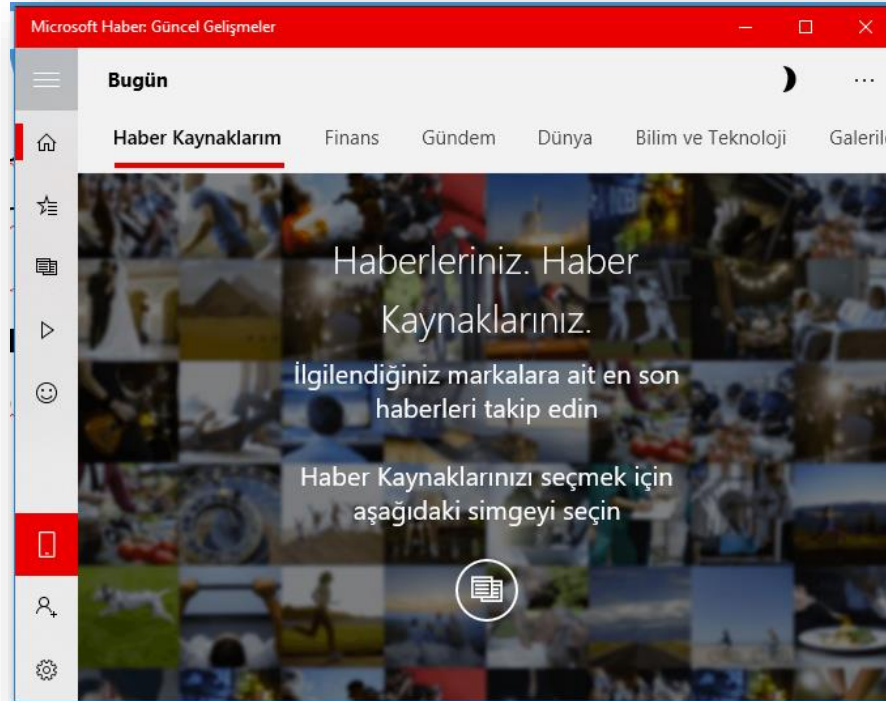 Microsoft Haber: Güncel Gelişmeler
Bugün
Haber Kaynaklarım Finans Gündem Dünya Bilim ve Teknoloji
Haberleriniz. Haber
Kaynaklarınız.
İlgilendiğiniz markalara ait en son
haberleri takip edin
Haber Kaynaklarınızı seçmek için
aşağıdaki simgeyi seçin